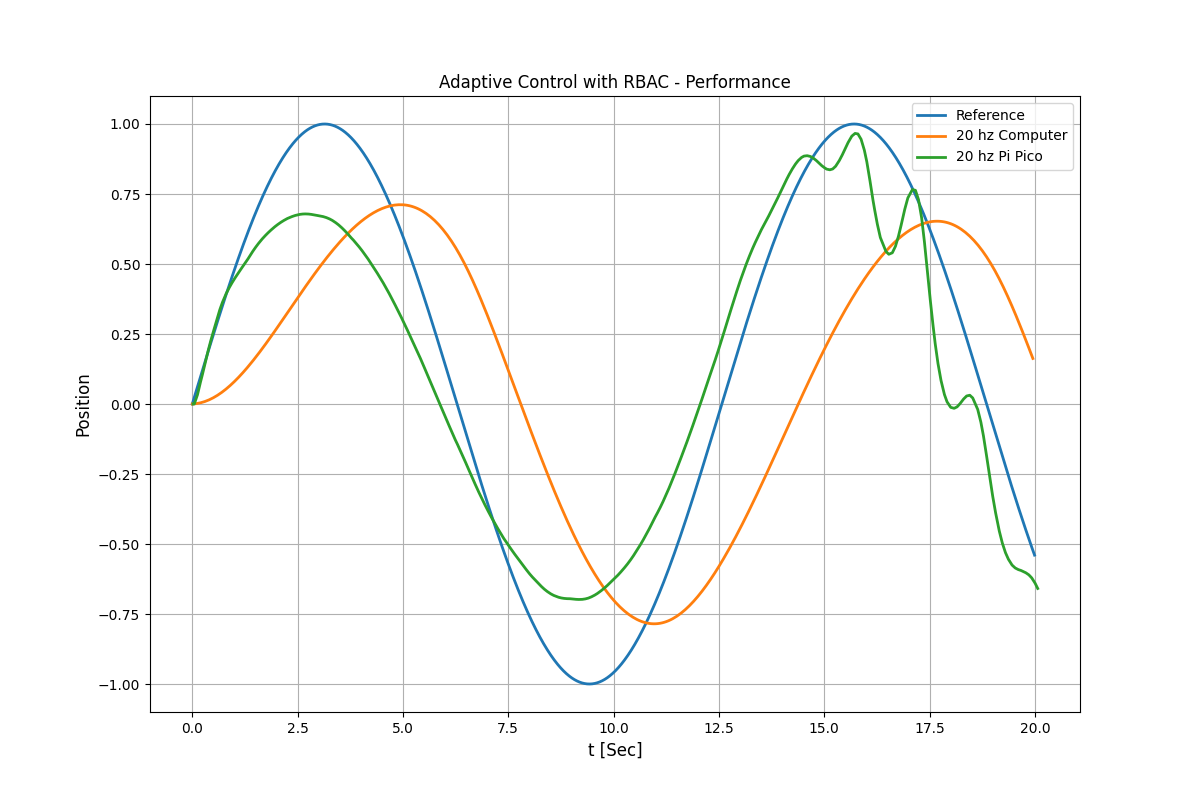 Adaptive Control with RBAC - Performance
Reference
20 hz Computer
20 hz Pi Pico
1.00
0.75
0.50
0.25
0.00
−0.25
−0.50
−0.75
−1.00
Position
0.0 2.5 5.0 7.5 10.0 12.5 15.0 17.5 20.0
t [Sec]